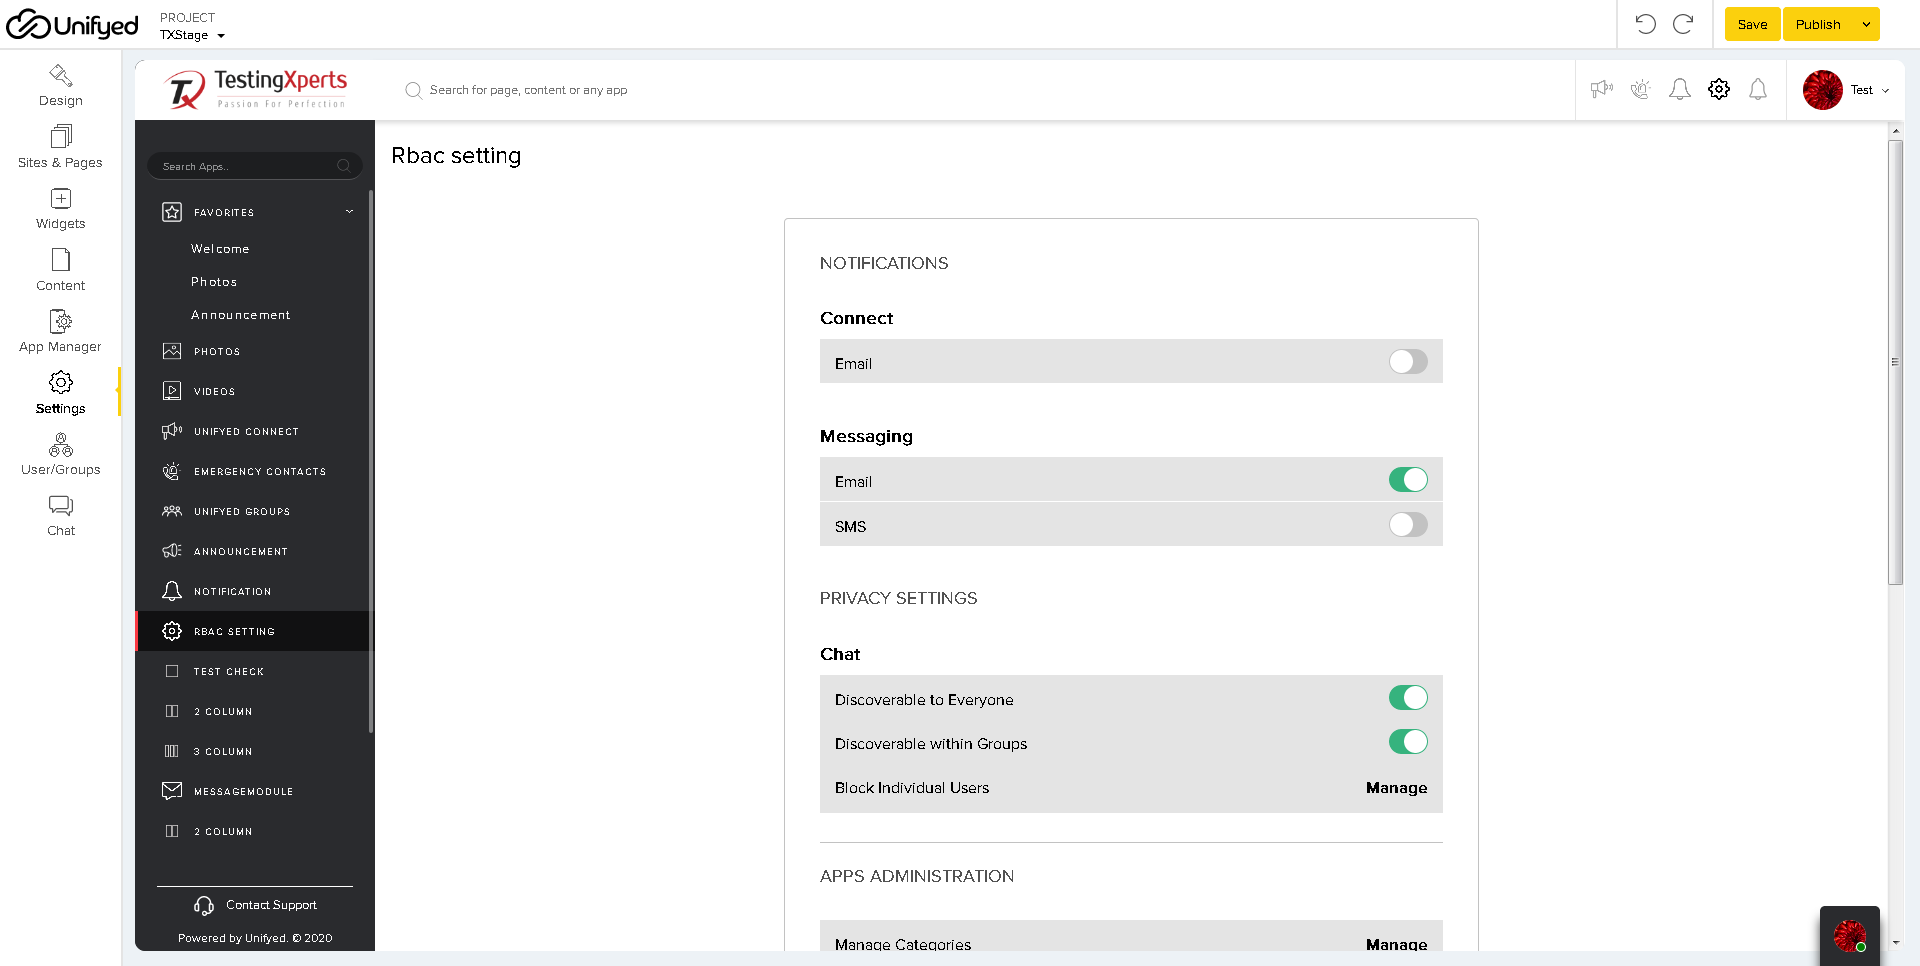 Unifyed
PROJECT
TXStage
Save
Publish
Design
Sites & Pages
Widgets
Content
App Manager
Settings
User/Groups
Chat
TestingXperts
Passion For Perfection
Search for page, content or any app
Test
Search Apps..
FAVORITES
Welcome
Photos
Announcement
PHOTOS
VIDEOS
UNIFYED CONNECT
EMERGENCY CONTACTS
UNIFYED GROUPS
ANNOUNCEMENT
NOTIFICATION
RBAC SETTING
TEST CHECK
2 COLUMN
3 COLUMN
MESSAGEMODULE
2 COLUMN
Contact Support
Powered by Unifyed. © 2020
Rbac setting
NOTIFICATIONS
Connect
Email
Messaging
Email
SMS
PRIVACY SETTINGS
Chat
Discoverable to Everyone
Discoverable within Groups
Block Individual Users Manage
APPS ADMINISTRATION
Manage Categories Manage